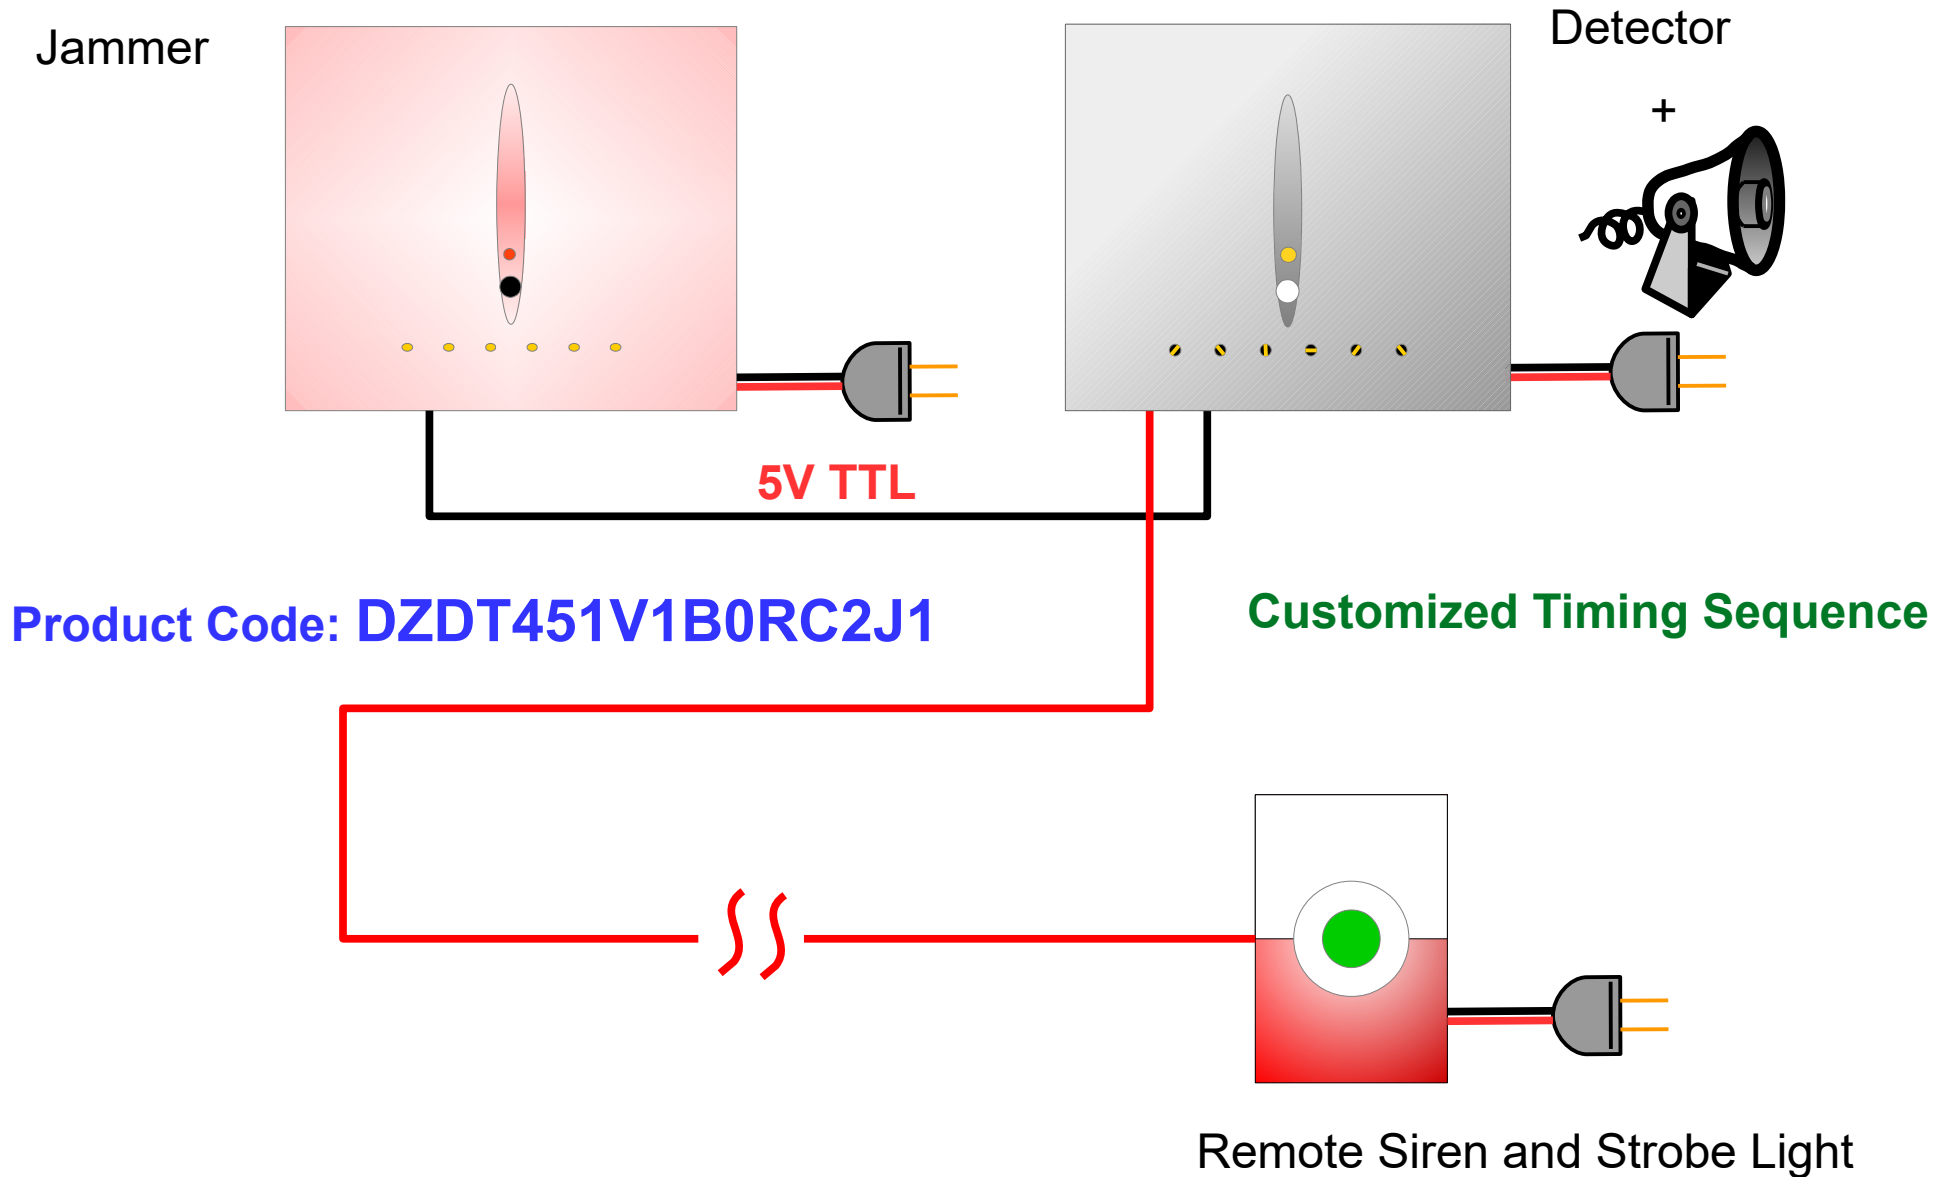 Jammer
Detector
+
5V TTL
Product Code: DZDT451V1B0RC2J1
Customized Timing Sequence
Remote Siren and Strobe Light